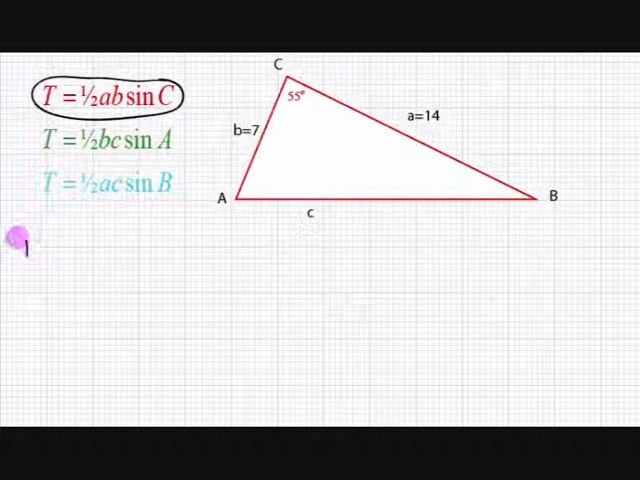 T = ½ab sin C
T = ½bc sin A
T = ½ac sin B
C
55°
a=14
b=7
A
B
c